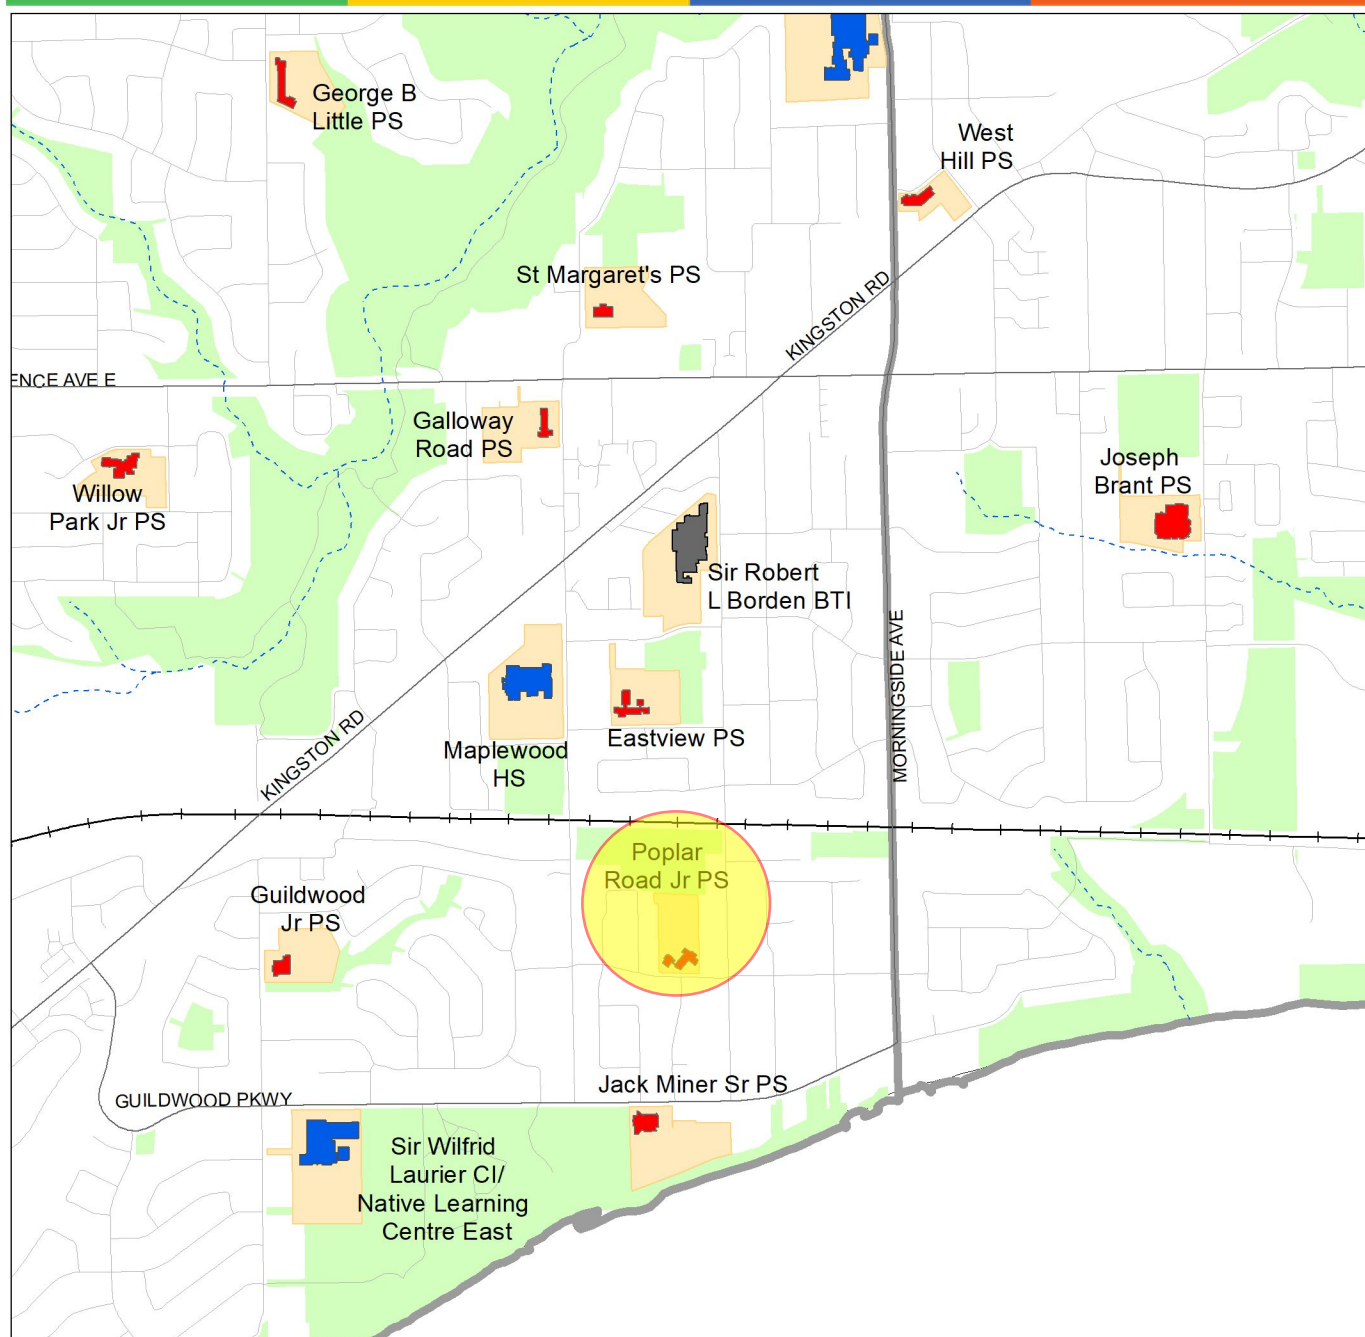 George B
Little PS
West
Hill PS
St Margaret's PS
KINGSTON RD
ENCE AVE E
Galloway
Road PS
Joseph
Brant PS
Willow
Park Jr PS
Sir Robert
L Borden BTI
MORNINGSIDE AVE
KINGSTON RD
Maplewood
HS
Eastview PS
Poplar
Road Jr PS
Guildwood
Jr PS
Jack Miner Sr PS
GUILDWOOD PKWY
Sir Wilfrid
Laurier CI/
Native Learning
Centre East